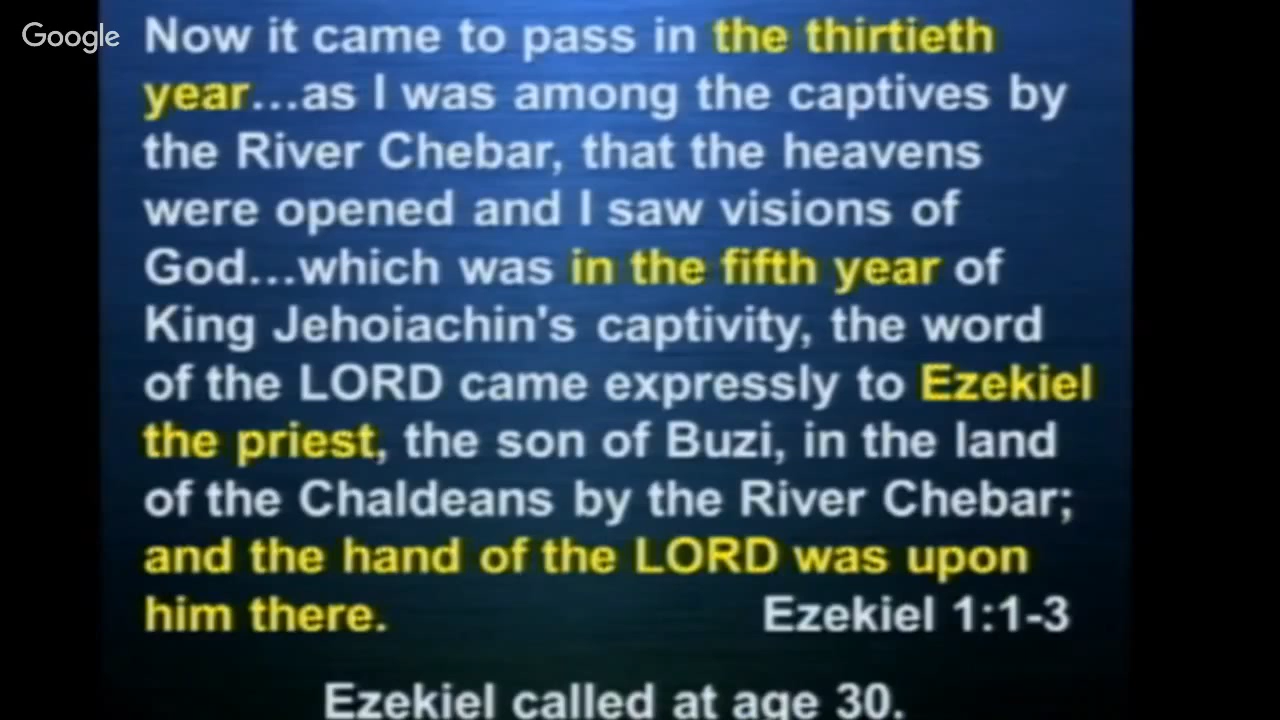 Google
Now it came to pass in the thirtieth
year...as I was among the captives by
the River Chebar, that the heavens
were opened and I saw visions of
God...which was in the fifth year of
King Jehoiachin's captivity, the word
of the LORD came expressly to Ezekiel
the priest, the son of Buzi, in the land
of the Chaldeans by the River Chebar;
and the hand of the LORD was upon
him there. Ezekiel 1:1-3
Ezekiel called at age 30.